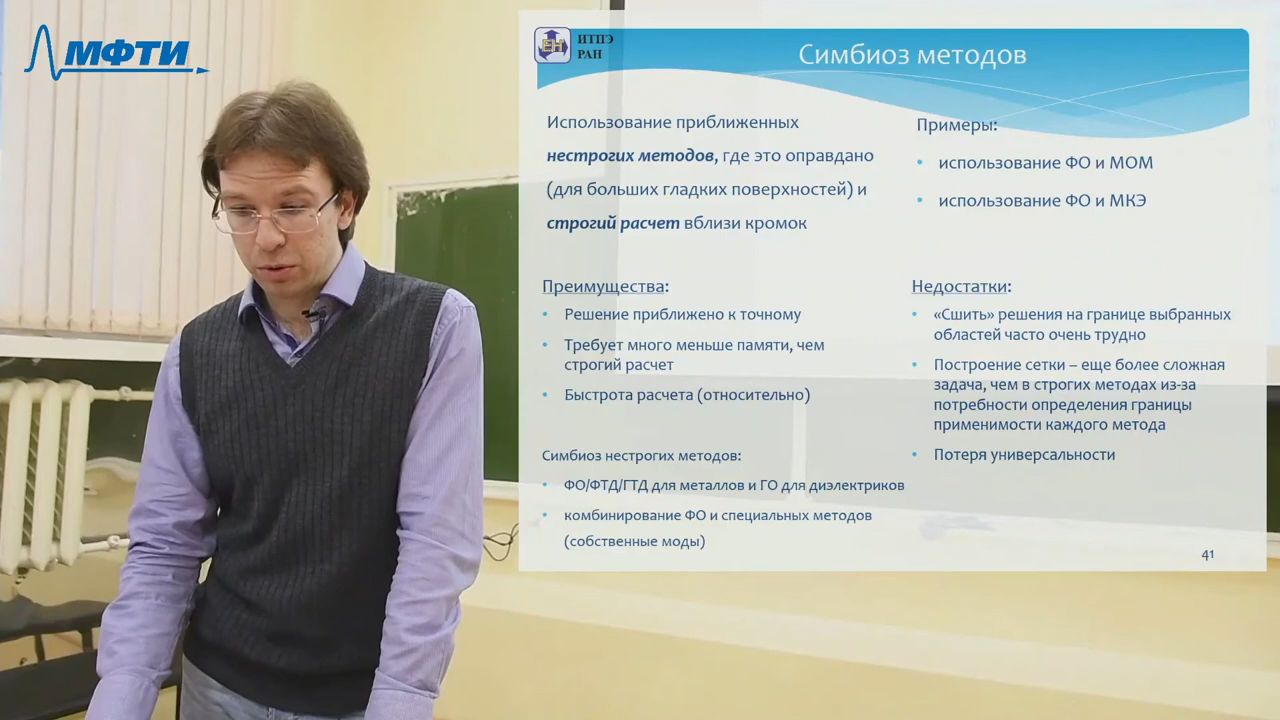 МФТИ
ЕН
ИТПЭ
РАН
Симбиоз методов
Использование приближенных
нестрогих методов, где это оправдано
(для больших гладких поверхностей) и
строгий расчет вблизи кромок
Примеры:
• использование ФО и МОМ
• использование ФО и МКЭ
Преимущества:
• Решение приближено к точному
• Требует много меньше памяти, чем
строгий расчет
• Быстрота расчета (относительно)
Недостатки:
• «Сшить» решения на границе выбранных
областей часто очень трудно
• Построение сетки – еще более сложная
задача, чем в строгих методах из-за
потребности определения границы
применимости каждого метода
• Потеря универсальности
Симбиоз нестрогих методов:
• ФО/ФТД/ГТД для металлов и ГО для диэлектриков
• комбинирование ФО и специальных методов
(собственные моды)
41